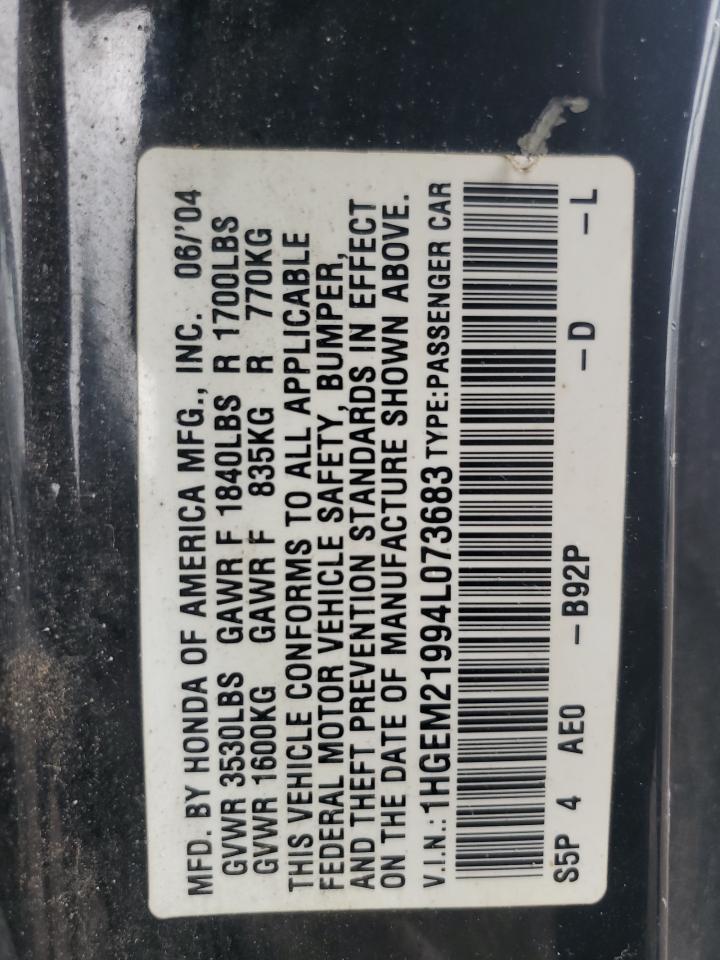 MFD. BY HONDA OF AMERICA MFG., INC. 06/'04
GVWR 3530LBS GAWR F 1840LBS R 1700LBS
GVWR 1600KG GAWR F 835KG R 770KG
THIS VEHICLE CONFORMS TO ALL APPLICABLE
FEDERAL MOTOR VEHICLE SAFETY, BUMPER,
AND THEFT PREVENTION STANDARDS IN EFFECT
ON THE DATE OF MANUFACTURE SHOWN ABOVE.
V.I.N.: 1HGEM21994L073683 TYPE:PASSENGER CAR
S5P 4 AE0 -B92P -D -L